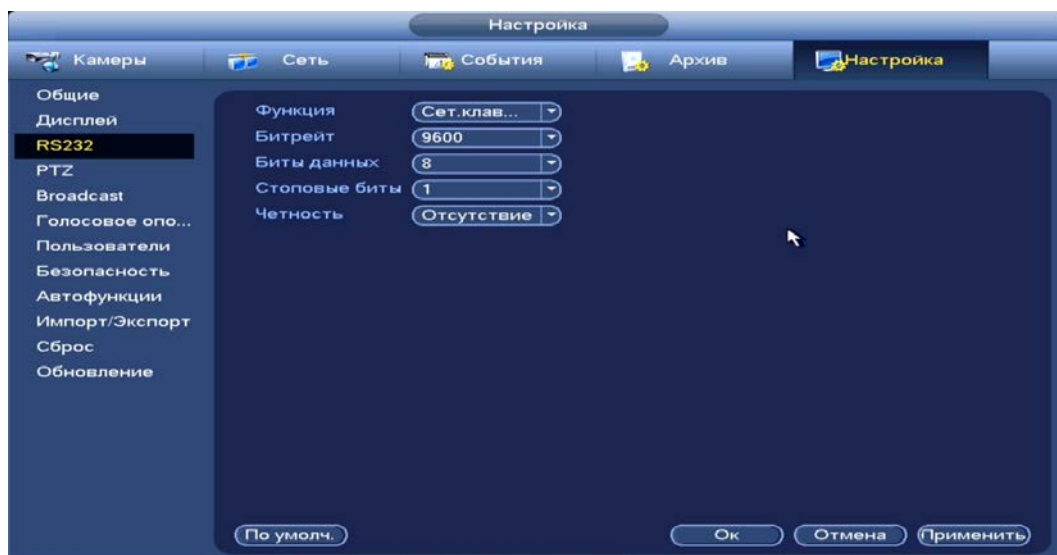 Настройка
Камеры Сеть События Архив Настройка
Общие
Дисплей
RS232
PTZ
Broadcast
Голосовое опо...
Пользователи
Безопасность
Автофункции
Импорт/Экспорт
Сброс
Обновление
Функция Сет.клав...
Битрейт 9600
Биты данных 8
Стоповые биты 1
Четность Отсутствие
По умолч. Ок Отмена Применить